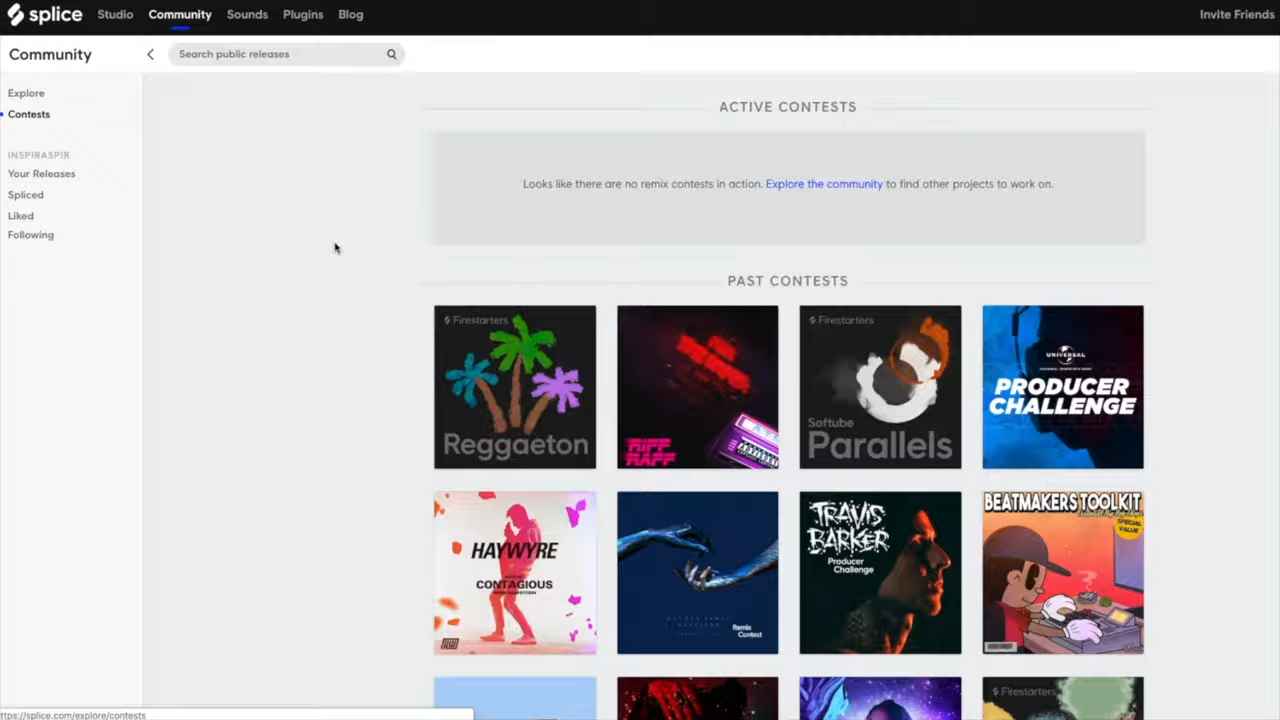 splice Studio Community Sounds Plugins Blog Invite Friends
Community
Search public releases
Explore
Contests
INSPIRASPIR
Your Releases
Spliced
Liked
Following
ACTIVE CONTESTS
Looks like there are no remix contests in action. Explore the community to find other projects to work on.
PAST CONTESTS
Firestarters
Reggaeton
RIFF
RAFF
Firestarters
Softube
Parallels
UNIVERSAL
PRODUCER
CHALLENGE
HAYWYRE
CONTAGIOUS
Remix
Contest
TRAVIS
BARKER
Producer
Challenge
BEATMAKERS TOOLKIT
SPECIAL
VALUE
Firestarters
ttps://splice.com/explore/contests